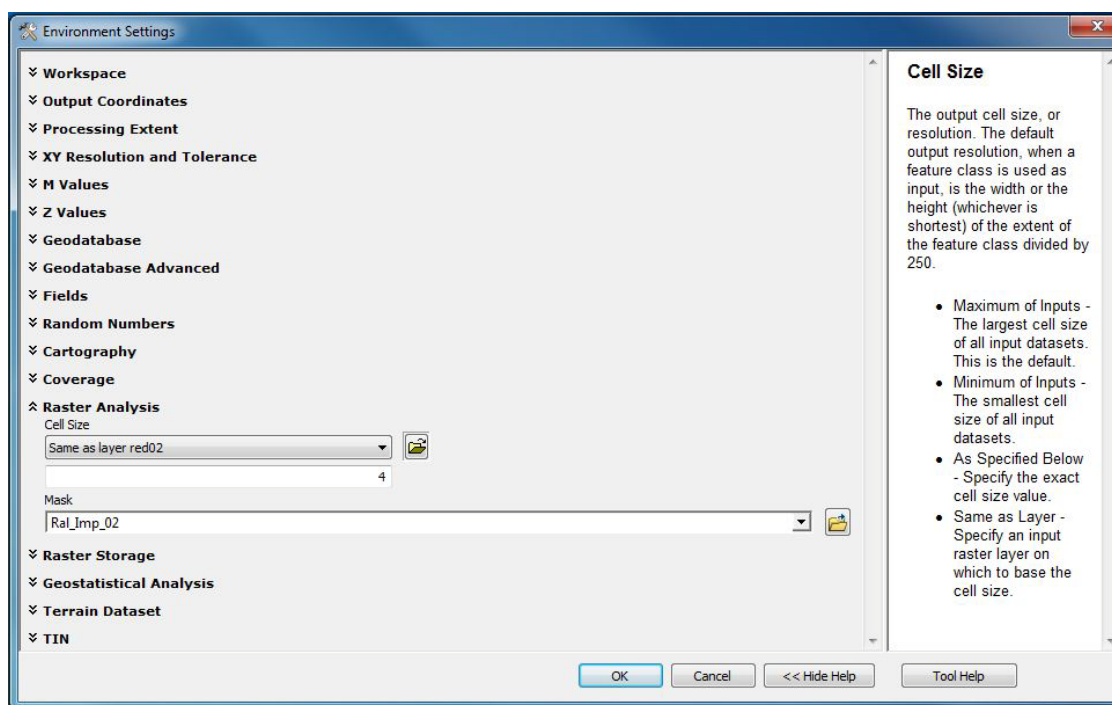 Environment Settings
Workspace
Output Coordinates
Processing Extent
XY Resolution and Tolerance
M Values
Z Values
Geodatabase
Geodatabase Advanced
Fields
Random Numbers
Cartography
Coverage
Raster Analysis
Cell Size
Same as layer red02
4
Mask
Ral_Imp_02
Raster Storage
Geostatistical Analysis
Terrain Dataset
TIN
OK
Cancel
<< Hide Help
Tool Help
Cell Size
The output cell size, or
resolution. The default
output resolution, when a
feature class is used as
input, is the width or the
height (whichever is
shortest) of the extent of
the feature class divided by
250.
• Maximum of Inputs -
The largest cell size
of all input datasets.
This is the default.
• Minimum of Inputs -
The smallest cell
size of all input
datasets.
• As Specified Below
- Specify the exact
cell size value.
• Same as Layer -
Specify an input
raster layer on
which to base the
cell size.